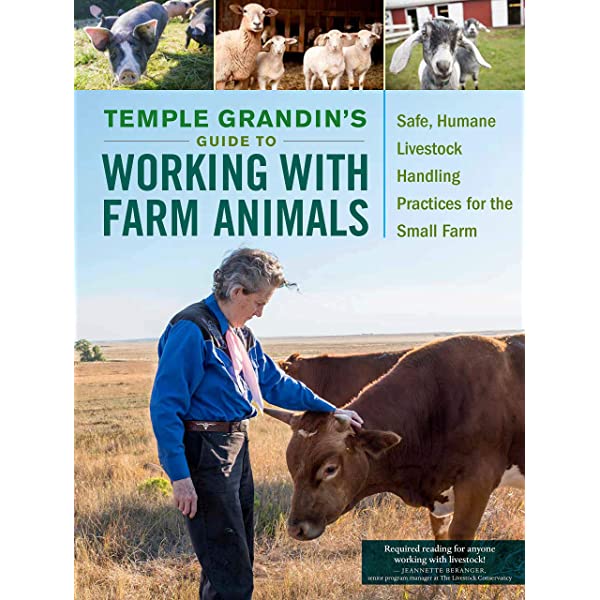 TEMPLE GRANDIN'S
GUIDE TO
WORKING WITH
FARM ANIMALS
Safe, Humane
Livestock
Handling
Practices for the
Small Farm
Required reading for anyone
working with livestock!
— JEANNETTE BERANGER,
senior program manager at The Livestock Conservancy